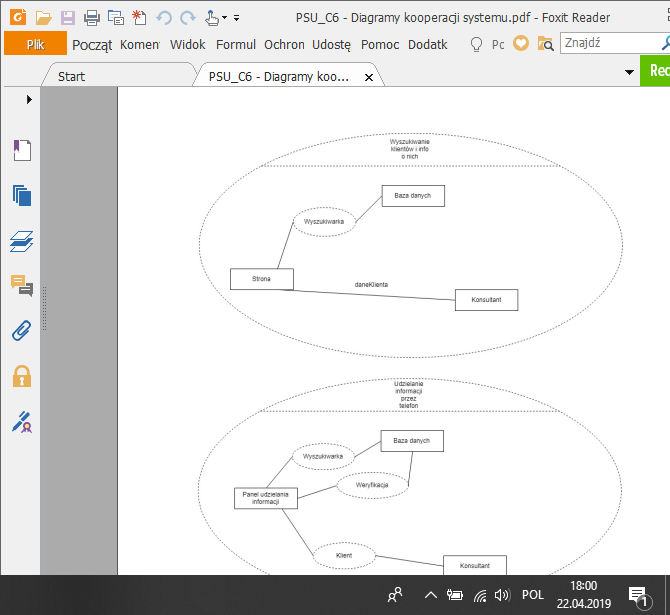 PSU_C6 - Diagramy kooperacji systemu.pdf - Foxit Reader
Plik Począt Komen Widok Formul Ochron Udostę Pomoc Dodatk Pc Znajdź
Start PSU_C6 - Diagramy koo... Rec
Wyszukiwanie
klientów i info
o nich
Baza danych
Wyszukiwarka
Strona
daneKlienta
Konsultant
Udzielanie
informacji
przez
telefon
Baza danych
Wyszukiwarka
Weryfikacja
Panel udzielania
informacji
Klient
Konsultant
POL
18:00
22.04.2019
1